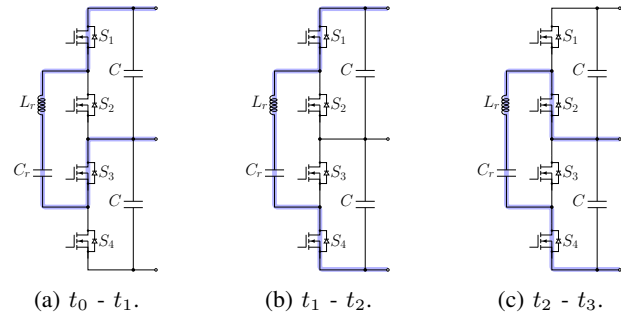 S₁
C
Lᵣ
S₂
Cᵣ
S₃
C
S₄
(a) t₀ - t₁.
S₁
C
Lᵣ
S₂
Cᵣ
S₃
C
S₄
(b) t₁ - t₂.
S₁
C
Lᵣ
S₂
Cᵣ
S₃
C
S₄
(c) t₂ - t₃.